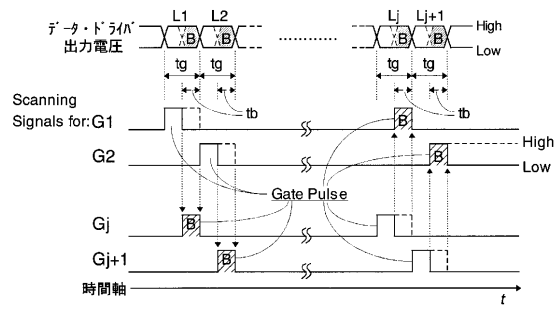 L1 L2 Lj Lj+1
データ・ドライバ
出力電圧
B B B B
High
Low
tg tg tg tg
tb tb
Scanning
Signals for: G1
B
G2
B
High
Low
Gate Pulse
Gj
B
Gj+1
B
時間軸
t